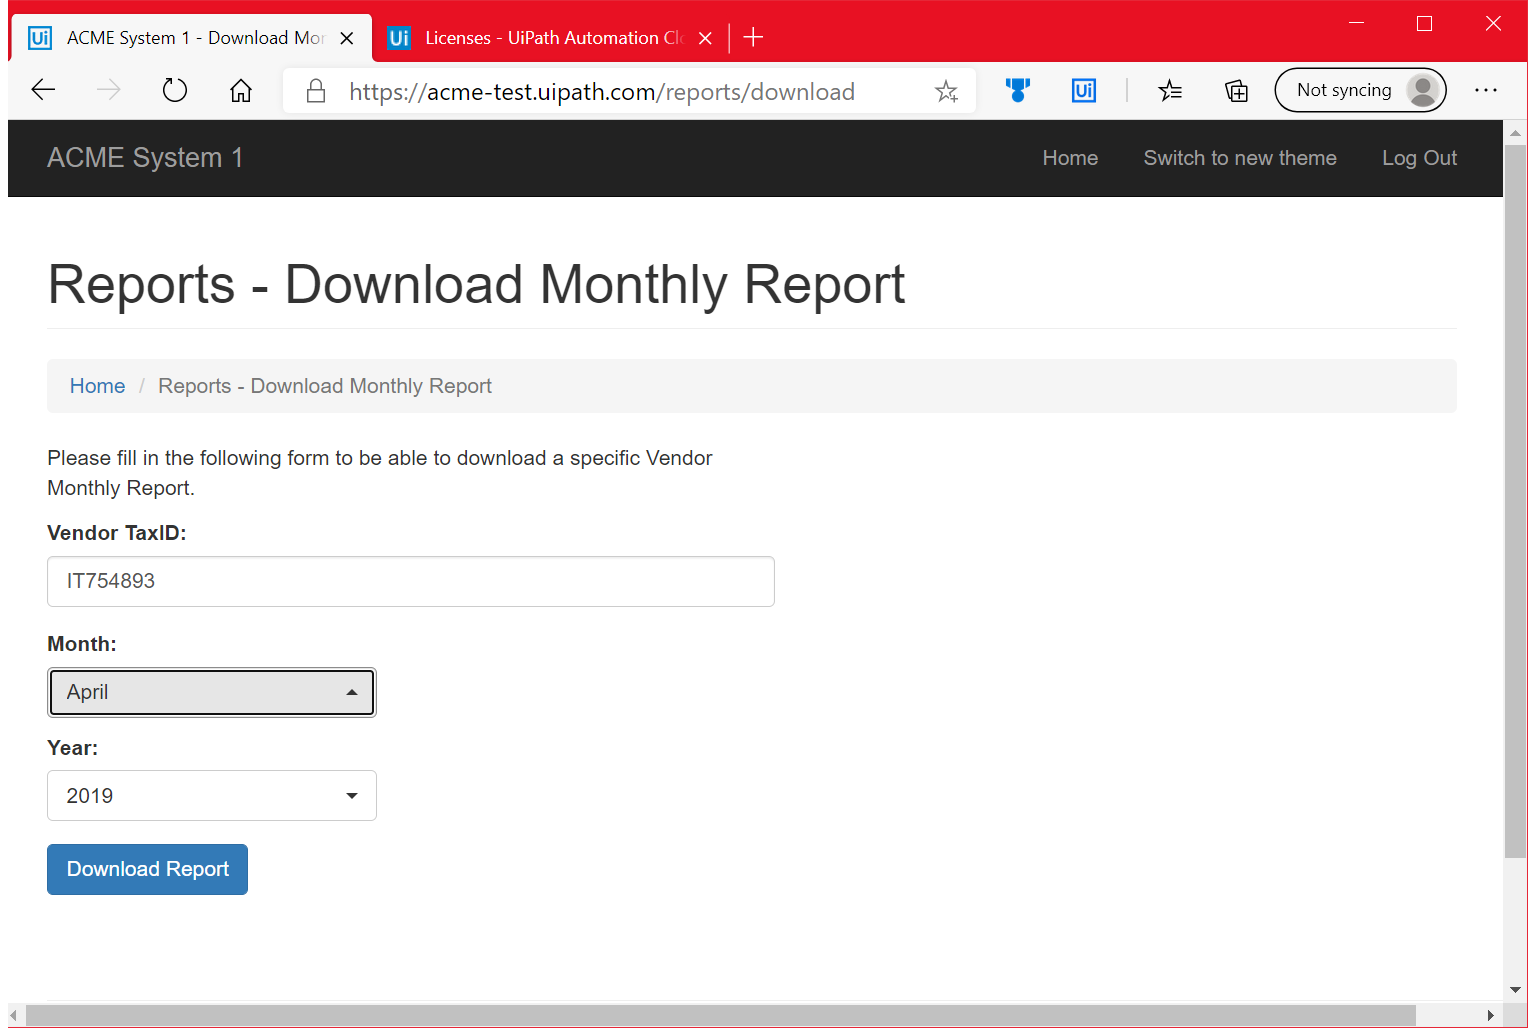 Ui ACME System 1 - Download Mor
Ui Licenses - UiPath Automation Clo
https://acme-test.uipath.com/reports/download
Ui
Not syncing
ACME System 1
Home Switch to new theme Log Out
Reports - Download Monthly Report
Home / Reports - Download Monthly Report
Please fill in the following form to be able to download a specific Vendor
Monthly Report.
Vendor TaxID:
IT754893
Month:
April
Year:
2019
Download Report